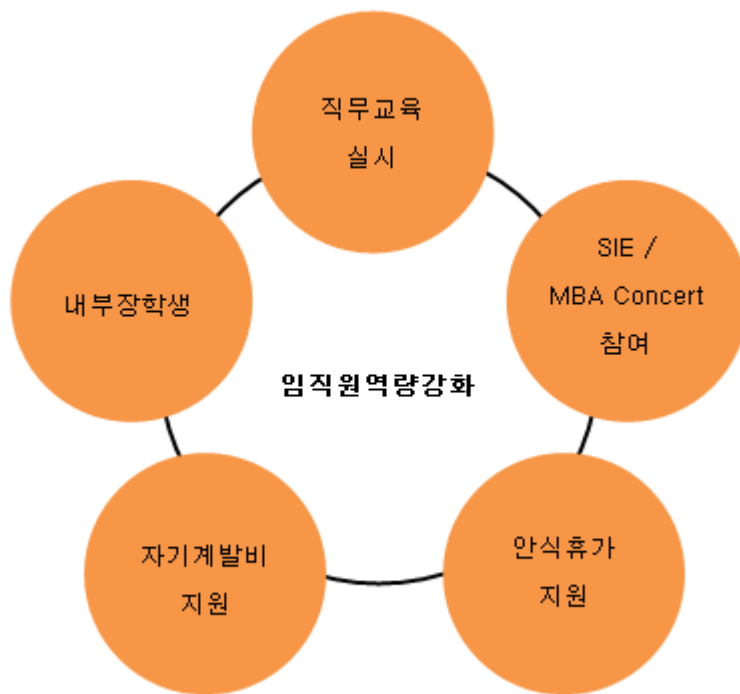 직무교육
실시
SIE /
MBA Concert
참여
내부장학생
임직원역량강화
자기계발비
지원
안식휴가
지원